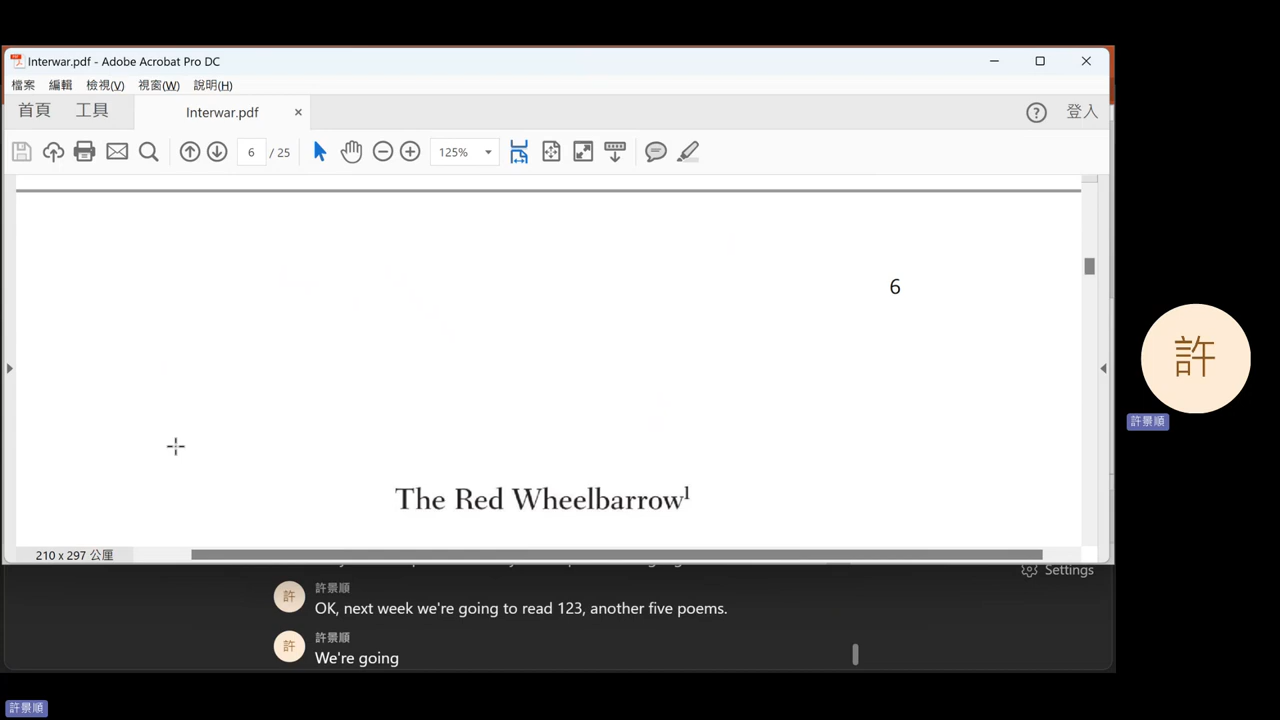 Interwar.pdf - Adobe Acrobat Pro DC
檔案 編輯 檢視(V) 視窗(W) 說明(H)
首頁 工具 Interwar.pdf × 登入
6 / 25 125%
6
The Red Wheelbarrow1
210 x 297 公厘
Settings
許 許景順
OK, next week we're going to read 123, another five poems.
許 許景順
We're going
許
許景順
許景順